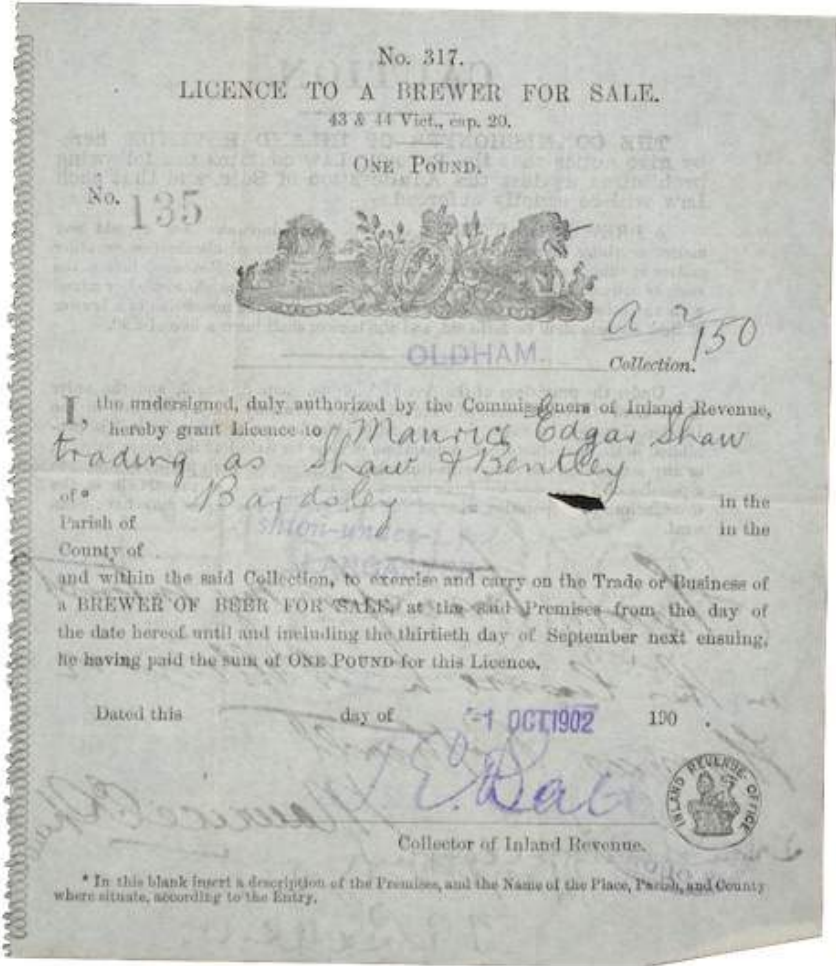 No. 317.
LICENCE TO A BREWER FOR SALE.
43 & 44 Vict., cap. 20.
ONE POUND.
No. 135
150
OLDHAM.
Collection.
I, the undersigned, duly authorized by the Commissioners of Inland Revenue,
hereby grant Licence to Maurice Edgar Shaw
trading as Shaw & Bentley
of * Bardsley in the
Parish of in the
County of
and within the said Collection, to exercise and carry on the Trade or Business of
a BREWER OF BEER FOR SALE, at the said Premises from the day of
the date hereof until and including the thirtieth day of September next ensuing,
he having paid the sum of ONE POUND for this Licence.
Dated this day of -1 OCT 1902 190 .
INLAND REVENUE OFFICE
Collector of Inland Revenue.
* In this blank insert a description of the Premises, and the Name of the Place, Parish, and County
where situate, according to the Entry.